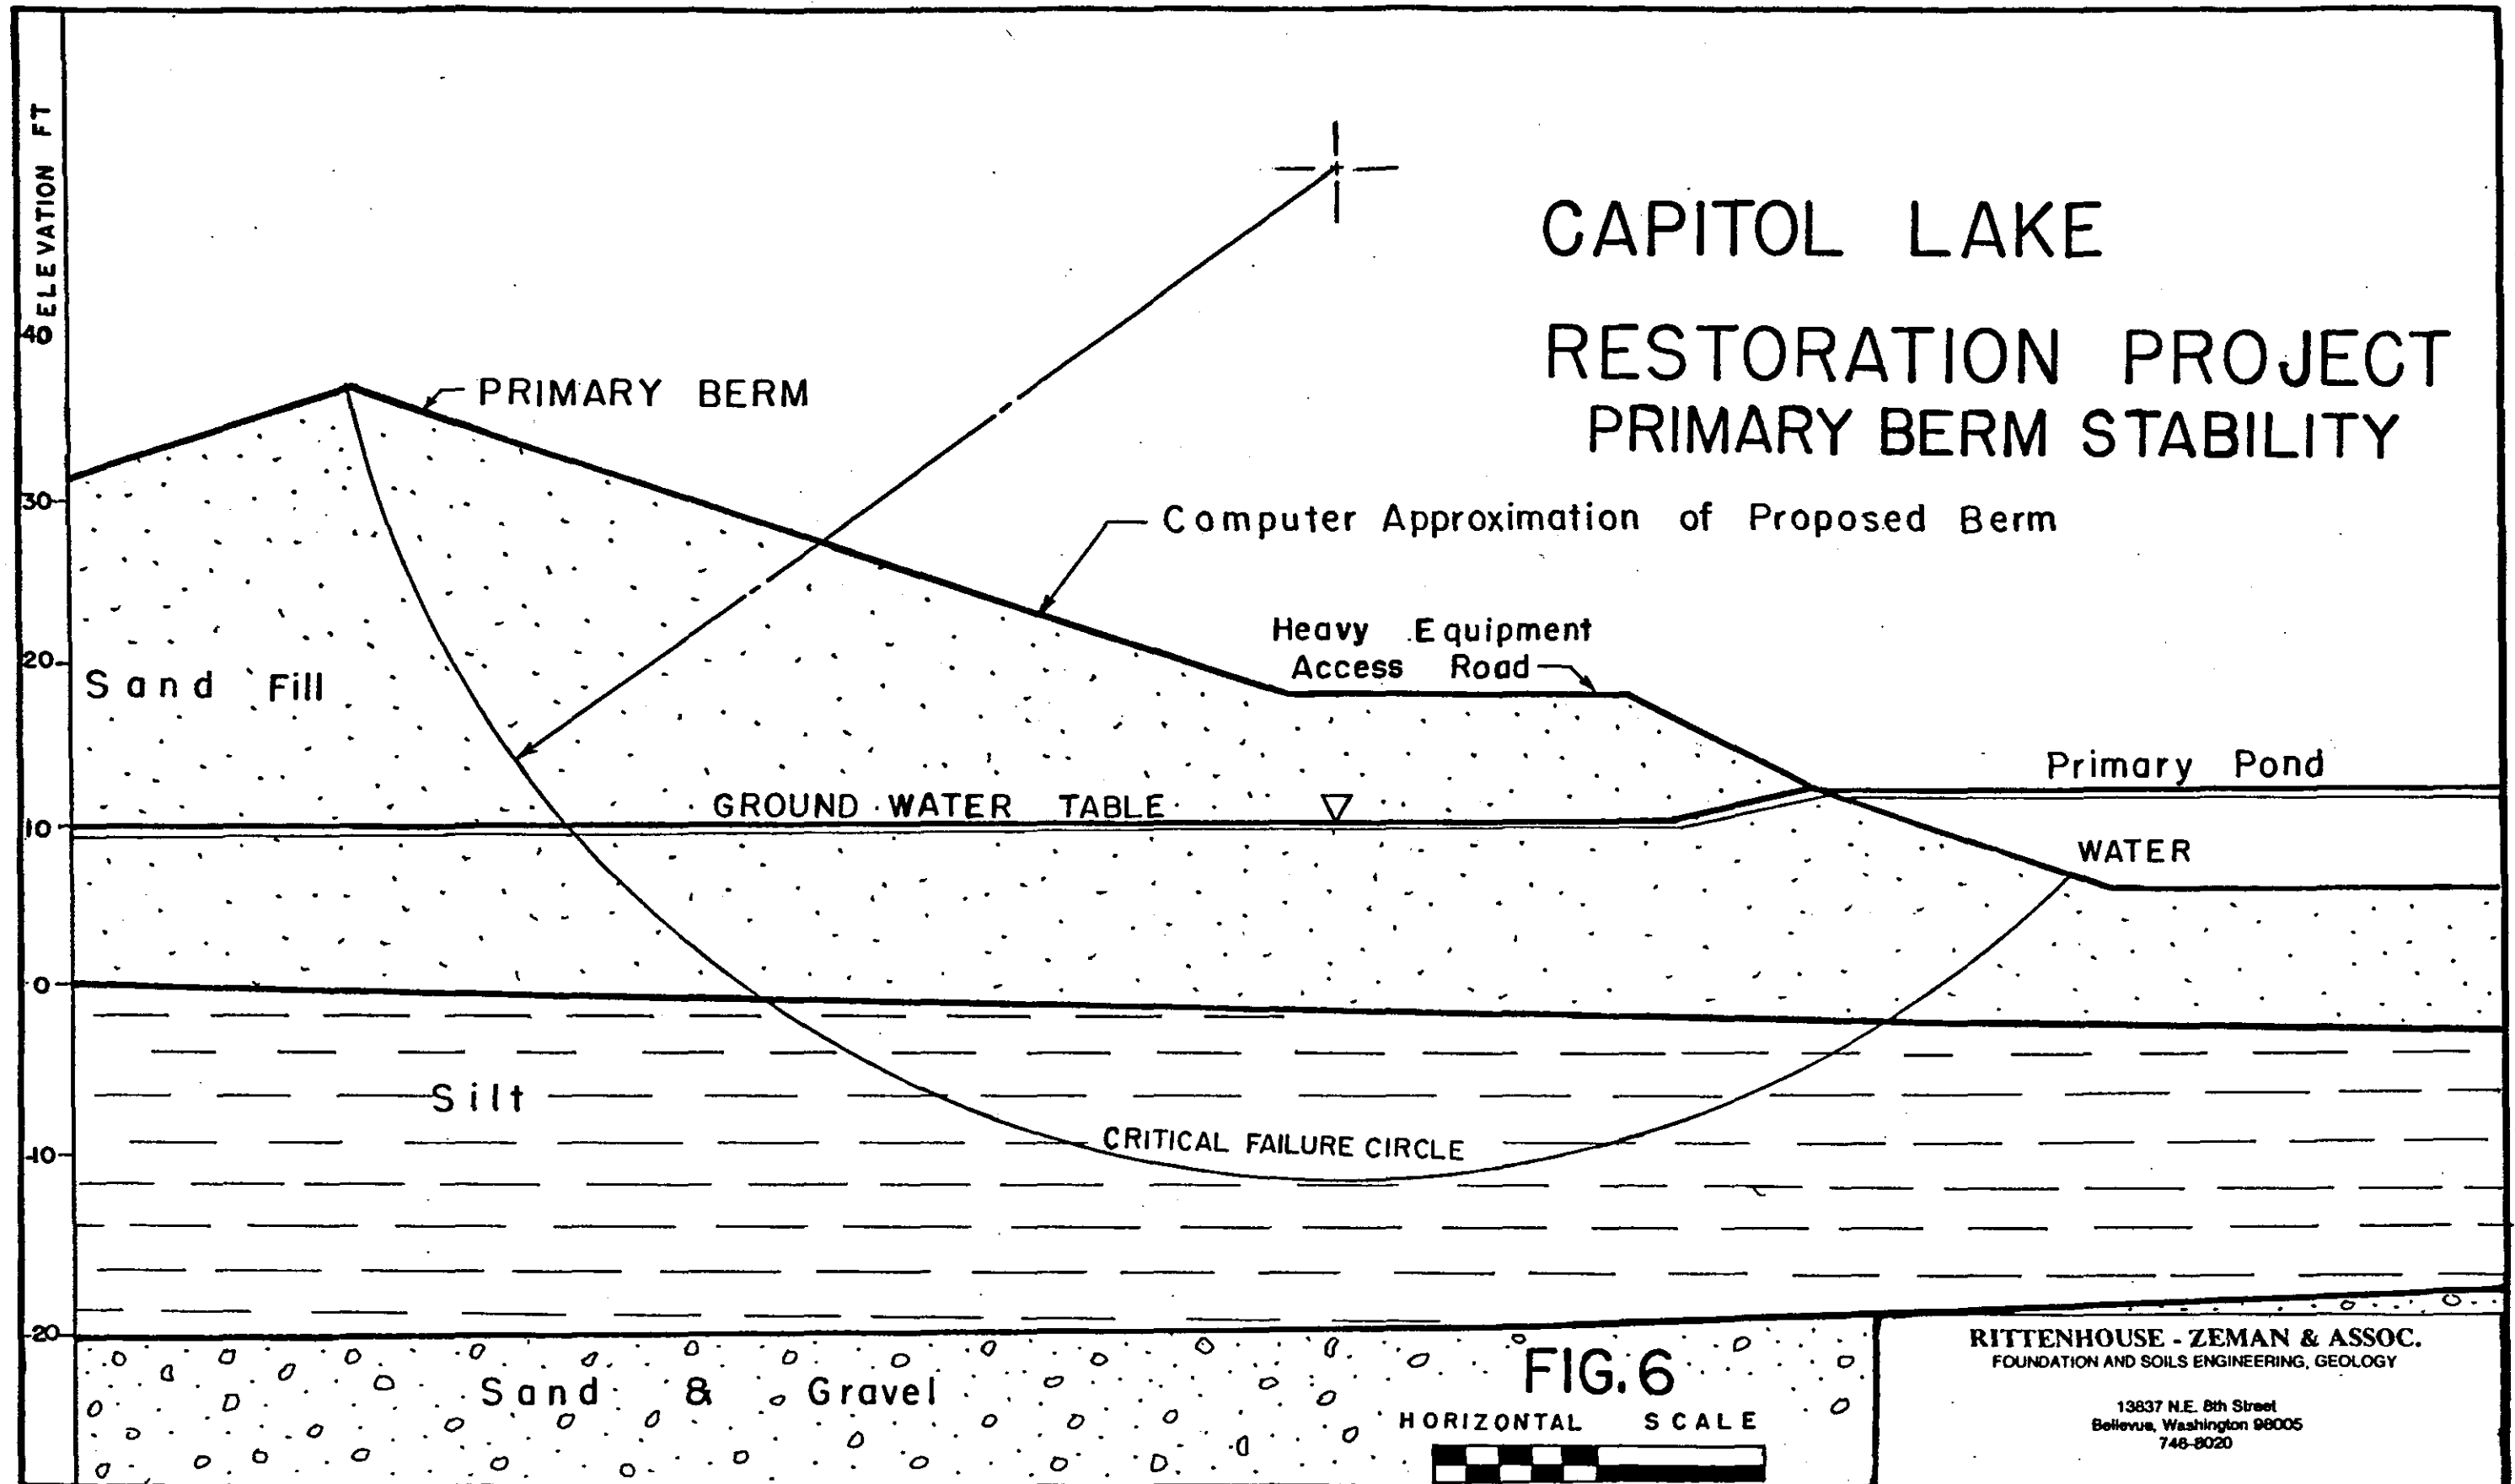 ELEVATION FT
40
30
20
10
0
-10
-20
CAPITOL LAKE
RESTORATION PROJECT
PRIMARY BERM STABILITY
PRIMARY BERM
Computer Approximation of Proposed Berm
Heavy Equipment
Access Road
Sand Fill
Primary Pond
GROUND WATER TABLE
WATER
Silt
CRITICAL FAILURE CIRCLE
Sand & Gravel
FIG. 6
HORIZONTAL SCALE
RITTENHOUSE - ZEMAN & ASSOC.
FOUNDATION AND SOILS ENGINEERING, GEOLOGY
13837 N.E. 8th Street
Bellevue, Washington 98005
746-8020